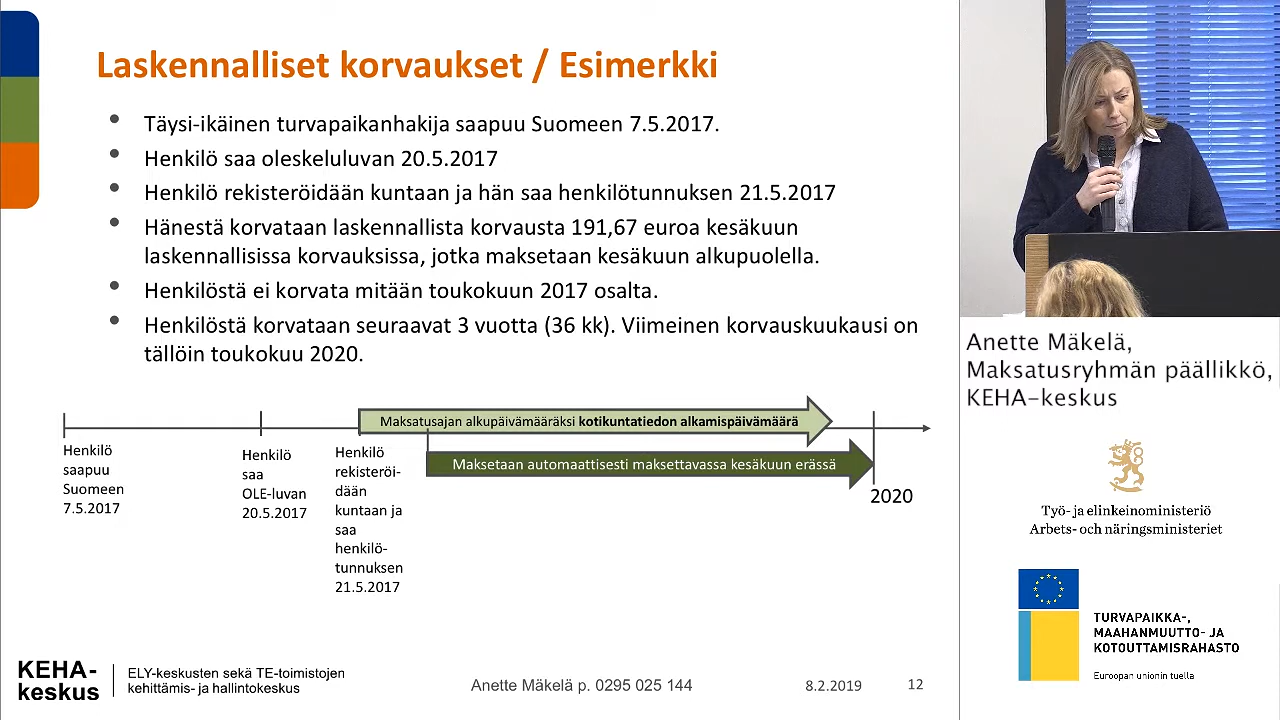 Laskennalliset korvaukset / Esimerkki
• Täysi-ikäinen turvapaikanhakija saapuu Suomeen 7.5.2017.
• Henkilö saa oleskeluluvan 20.5.2017
• Henkilö rekisteröidään kuntaan ja hän saa henkilötunnuksen 21.5.2017
• Hänestä korvataan laskennallista korvausta 191,67 euroa kesäkuun
laskennallisissa korvauksissa, jotka maksetaan kesäkuun alkupuolella.
• Henkilöstä ei korvata mitään toukokuun 2017 osalta.
• Henkilöstä korvataan seuraavat 3 vuotta (36 kk). Viimeinen korvauskuukausi on
tällöin toukokuu 2020.
Maksatusajan alkupäivämääräksi kotikuntatiedon alkamispäivämäärä
Maksetaan automaattisesti maksettavassa kesäkuun erässä
Henkilö
saapuu
Suomeen
7.5.2017
Henkilö
saa
OLE-luvan
20.5.2017
Henkilö
rekisteröi-
dään
kuntaan ja
saa
henkilö-
tunnuksen
21.5.2017
2020
KEHA-
keskus
ELY-keskusten sekä TE-toimistojen
kehittämis- ja hallintokeskus
Anette Mäkelä p. 0295 025 144
8.2.2019
12
Anette Mäkelä,
Maksatusryhmän päällikkö,
KEHA-keskus
Työ- ja elinkeinoministeriö
Arbets- och näringsministeriet
TURVAPAIKKA-,
MAAHANMUUTTO- JA
KOTOUTTAMISRAHASTO
Euroopan unionin tuella